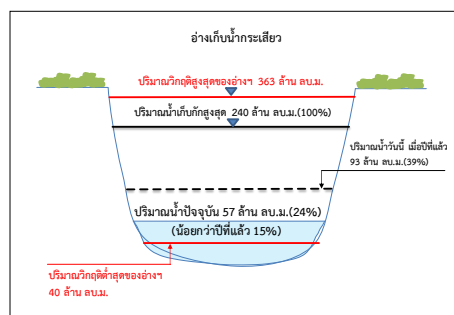 อ่างเก็บน้ำกระเสียว
ปริมาณวิกฤติสูงสุดของอ่างฯ 363 ล้าน ลบ.ม.
ปริมาณน้ำเก็บกักสูงสุด 240 ล้าน ลบ.ม.(100%)
ปริมาณน้ำวันนี้ เมื่อปีที่แล้ว
93 ล้าน ลบ.ม.(39%)
ปริมาณน้ำปัจจุบัน 57 ล้าน ลบ.ม.(24%)
(น้อยกว่าปีที่แล้ว 15%)
ปริมาณวิกฤติต่ำสุดของอ่างฯ
40 ล้าน ลบ.ม.